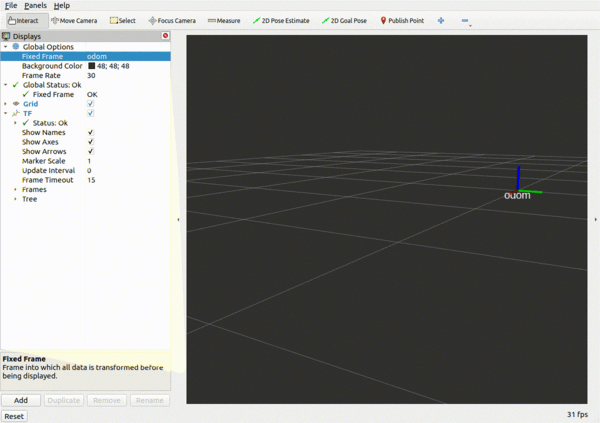 File Panels Help
Interact Move Camera Select Focus Camera Measure 2D Pose Estimate 2D Goal Pose Publish Point
Displays
Global Options
Fixed Frame odom
Background Color 48; 48; 48
Frame Rate 30
Global Status: Ok
Fixed Frame OK
Grid
TF
Status: Ok
Show Names
Show Axes
Show Arrows
Marker Scale 1
Update Interval 0
Frame Timeout 15
Frames
Tree
odom
Fixed Frame
Frame into which all data is transformed before
being displayed.
Add Duplicate Remove Rename
Reset
31 fps